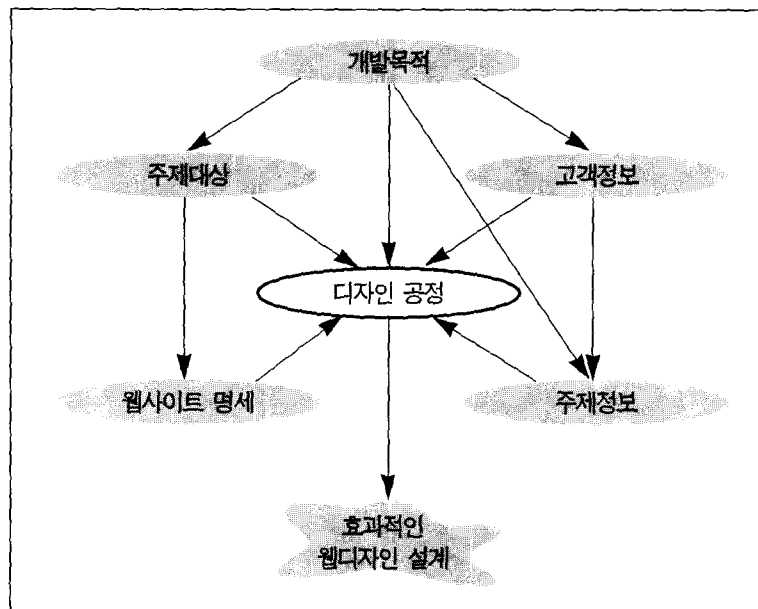 개발목적
주제대상
고객정보
디자인 공정
웹사이트 명세
주제정보
효과적인
웹디자인 설계